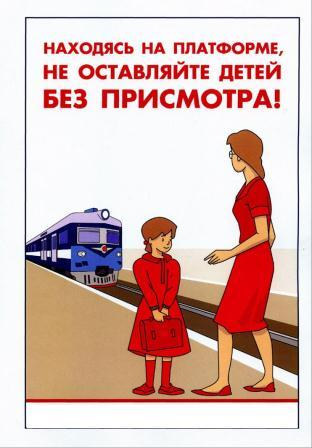 НАХОДЯСЬ НА ПЛАТФОРМЕ,
НЕ ОСТАВЛЯЙТЕ ДЕТЕЙ
БЕЗ ПРИСМОТРА!